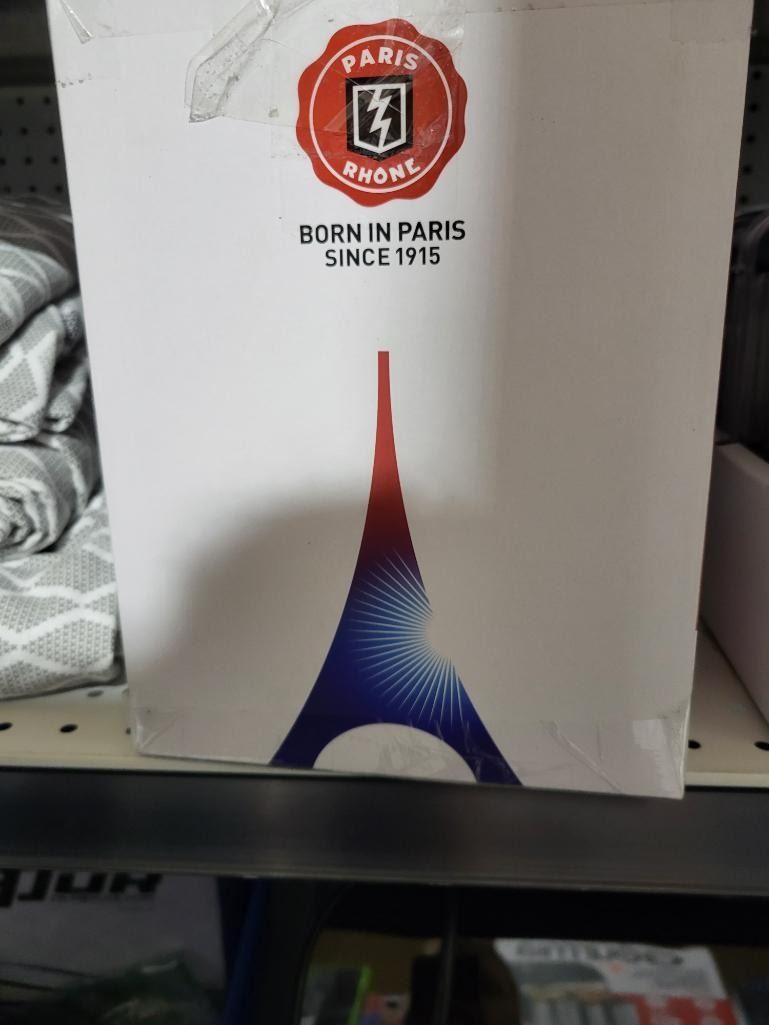 PARIS
RHÔNE
BORN IN PARIS
SINCE 1915